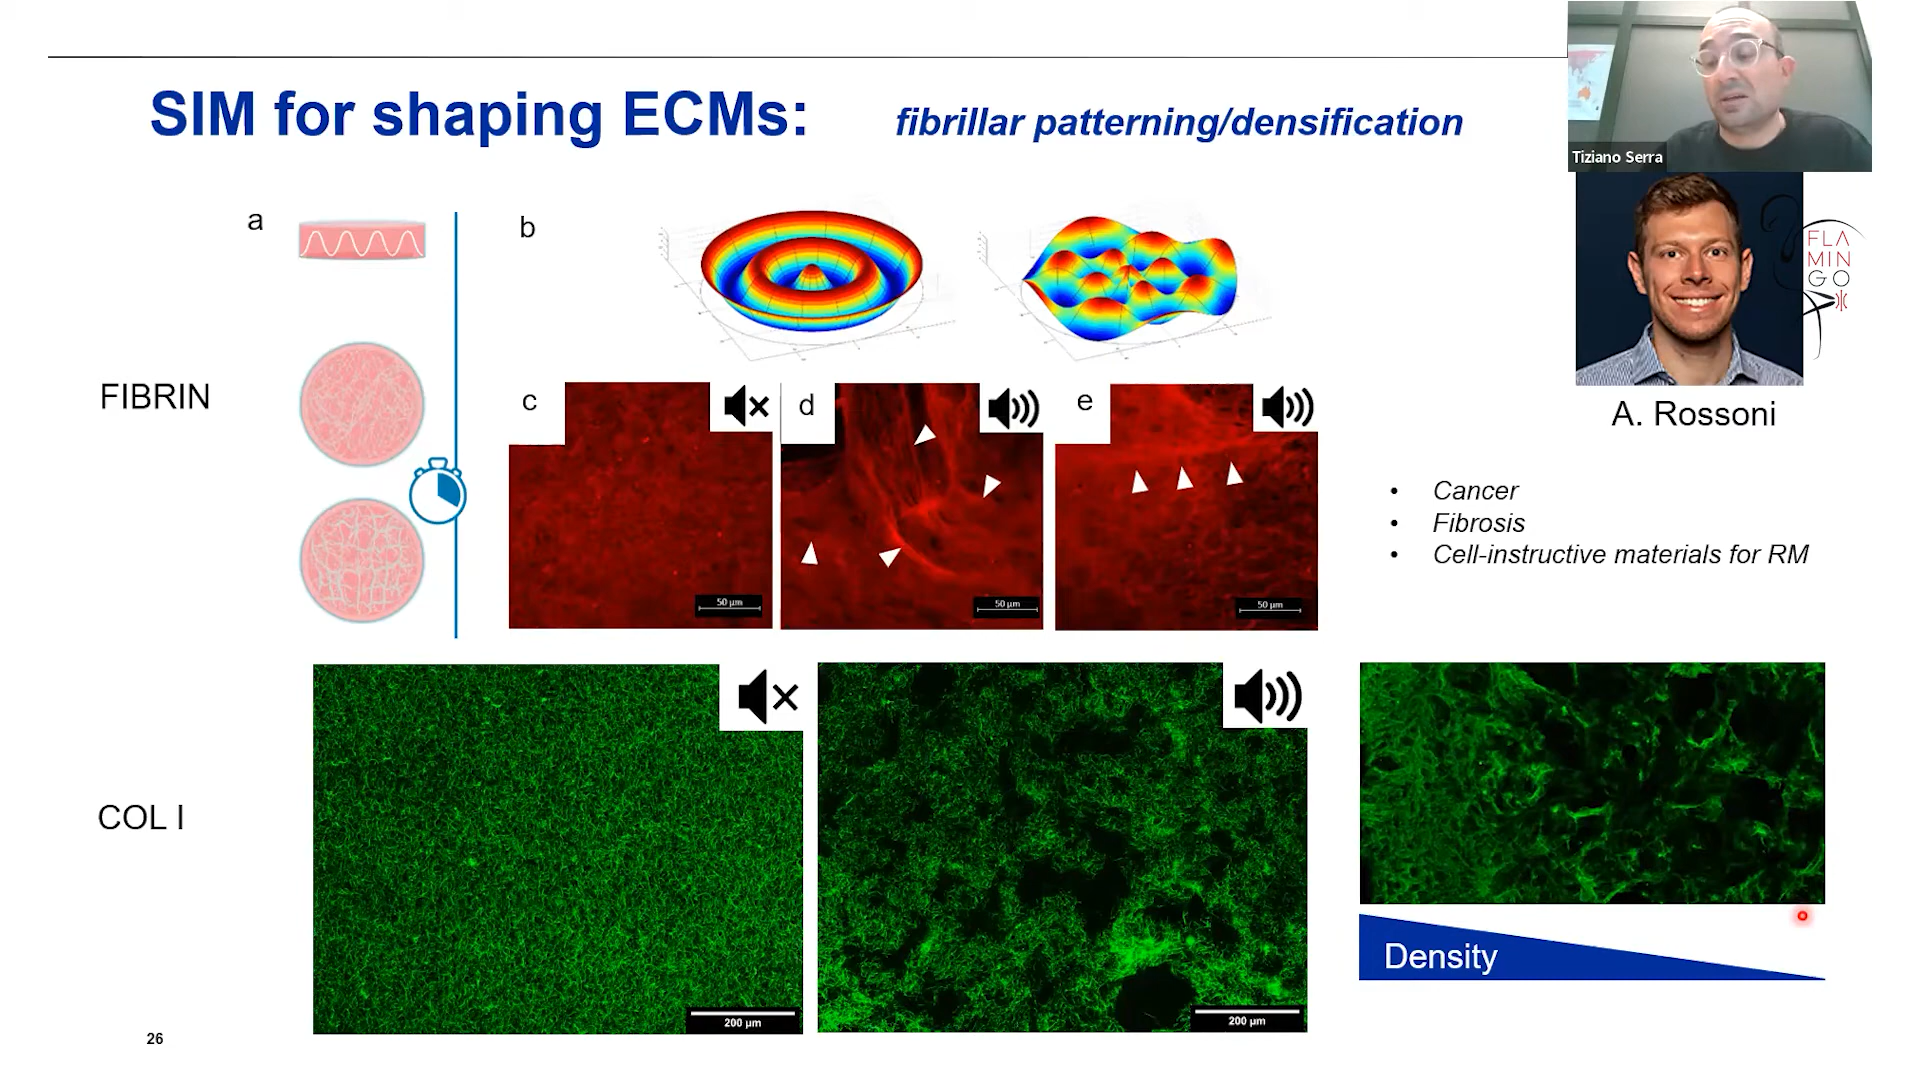 SIM for shaping ECMs:
fibrillar patterning/densification
Tiziano Serra
FLA
MIN
GO
A. Rossoni
a
b
FIBRIN
c
d
e
50 µm
50 µm
50 µm
• Cancer
• Fibrosis
• Cell-instructive materials for RM
COL I
200 µm
200 µm
Density
26